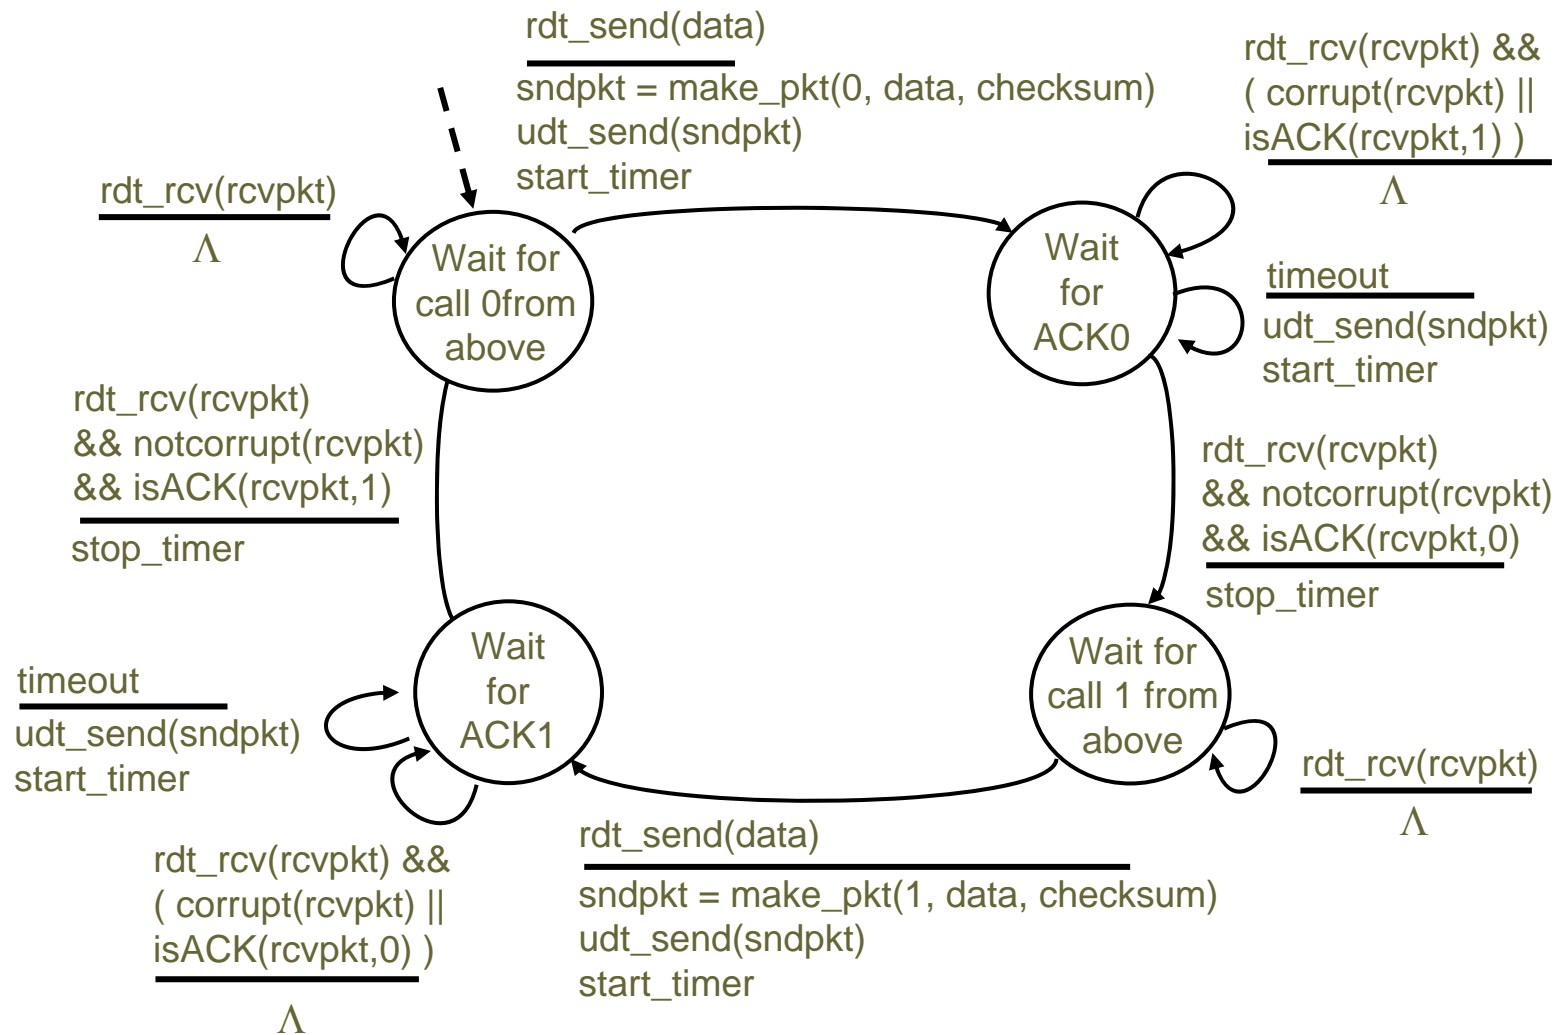 rdt_send(data)
sndpkt = make_pkt(0, data, checksum)
udt_send(sndpkt)
start_timer
rdt_rcv(rcvpkt) &&
( corrupt(rcvpkt) ||
isACK(rcvpkt,1) )
Λ
rdt_rcv(rcvpkt)
Λ
Wait for
call 0from
above
Wait
for
ACK0
timeout
udt_send(sndpkt)
start_timer
rdt_rcv(rcvpkt)
&& notcorrupt(rcvpkt)
&& isACK(rcvpkt,1)
stop_timer
rdt_rcv(rcvpkt)
&& notcorrupt(rcvpkt)
&& isACK(rcvpkt,0)
stop_timer
Wait
for
ACK1
Wait for
call 1 from
above
timeout
udt_send(sndpkt)
start_timer
rdt_rcv(rcvpkt)
Λ
rdt_rcv(rcvpkt) &&
( corrupt(rcvpkt) ||
isACK(rcvpkt,0) )
Λ
rdt_send(data)
sndpkt = make_pkt(1, data, checksum)
udt_send(sndpkt)
start_timer